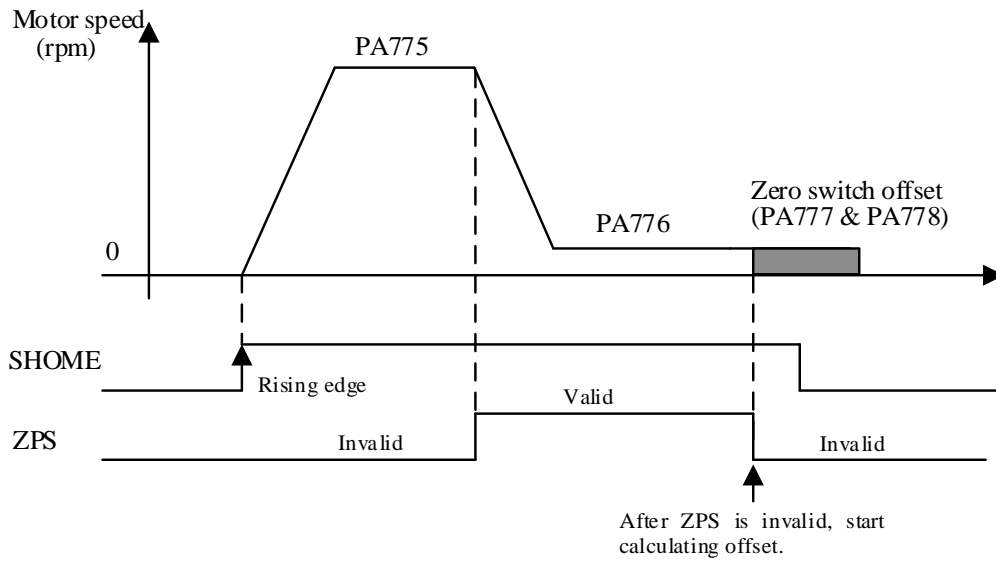 Motor speed
(rpm)
PA775
Zero switch offset
(PA777 & PA778)
PA776
0
SHOME
Rising edge
Valid
ZPS
Invalid
Invalid
After ZPS is invalid, start
calculating offset.